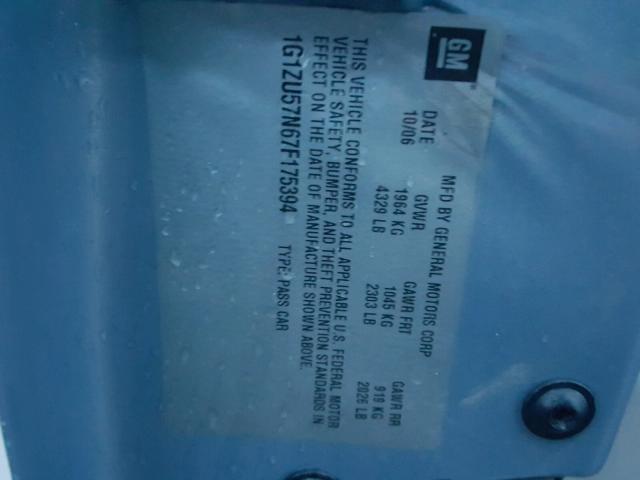 GM
MFD BY GENERAL MOTORS CORP
DATE GVWR GAWR FRT GAWR RR
10/06 1964 KG 1045 KG 919 KG
4329 LB 2303 LB 2026 LB
THIS VEHICLE CONFORMS TO ALL APPLICABLE U.S. FEDERAL MOTOR
VEHICLE SAFETY, BUMPER, AND THEFT PREVENTION STANDARDS IN
EFFECT ON THE DATE OF MANUFACTURE SHOWN ABOVE.
1G1ZU57N67F175394 TYPE: PASS CAR